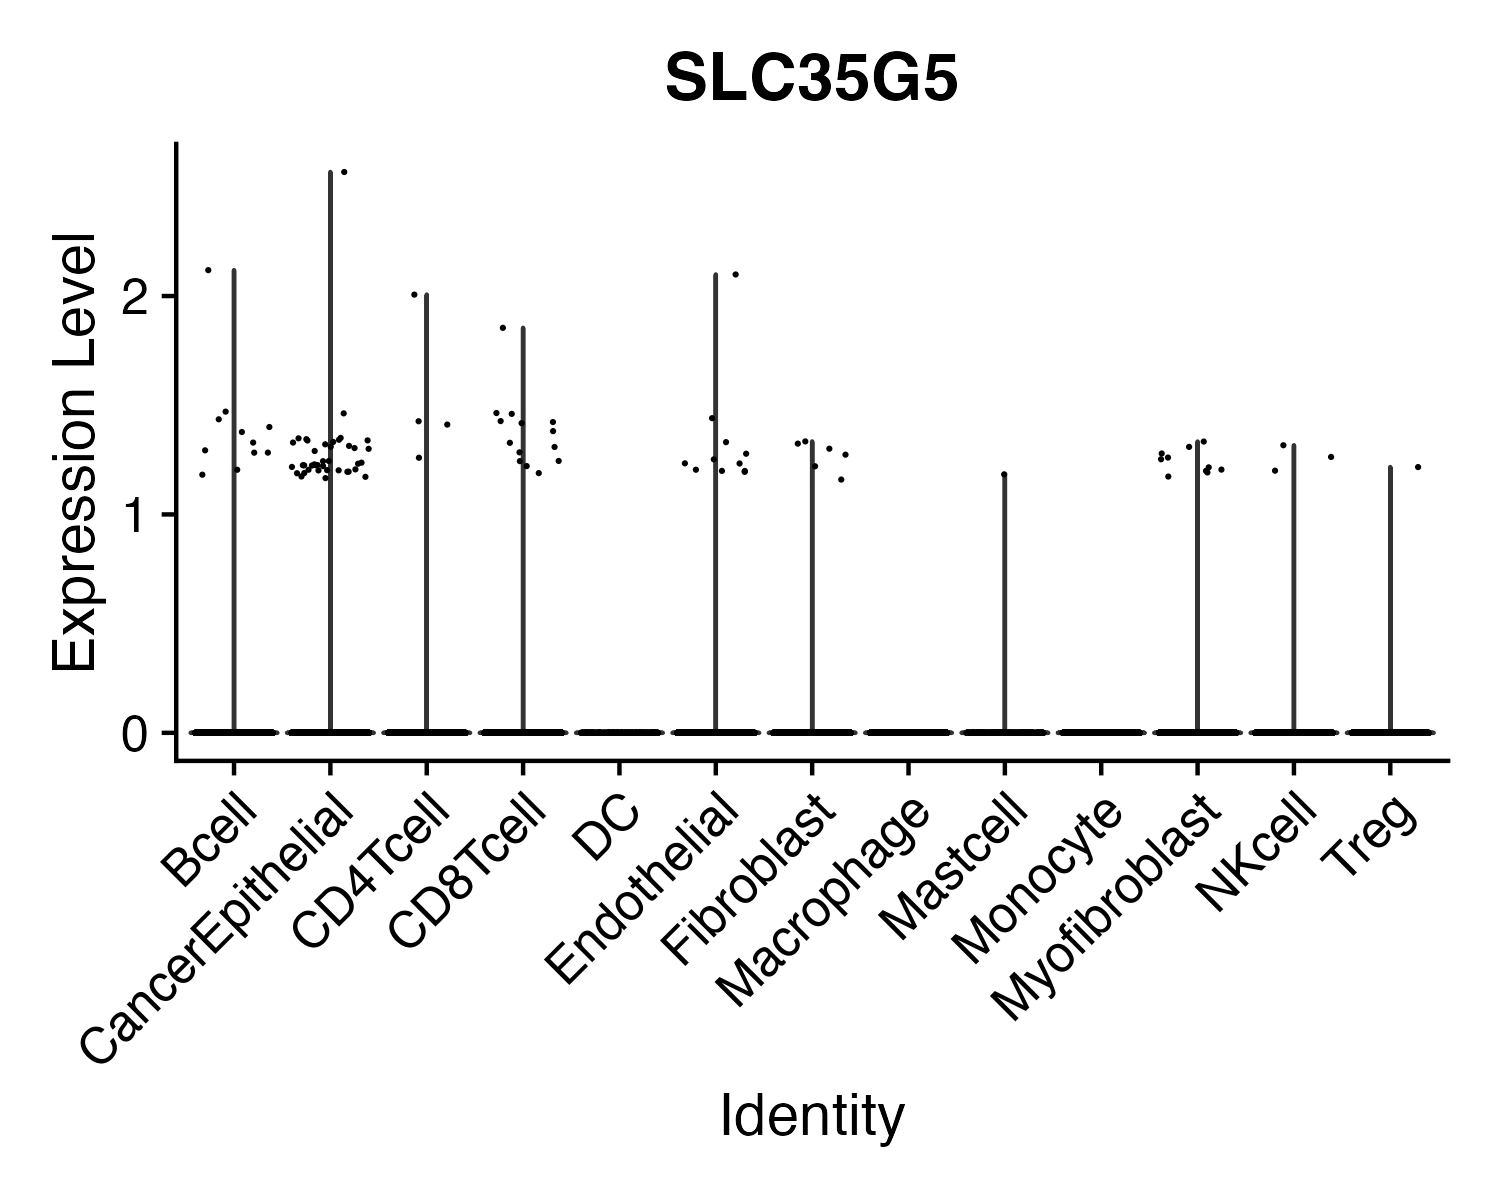 SLC35G5
Expression Level
2
1
0
Bcell
CancerEpithelial
CD4Tcell
CD8Tcell
DC
Endothelial
Fibroblast
Macrophage
Mastcell
Monocyte
Myofibroblast
NKcell
Treg
Identity